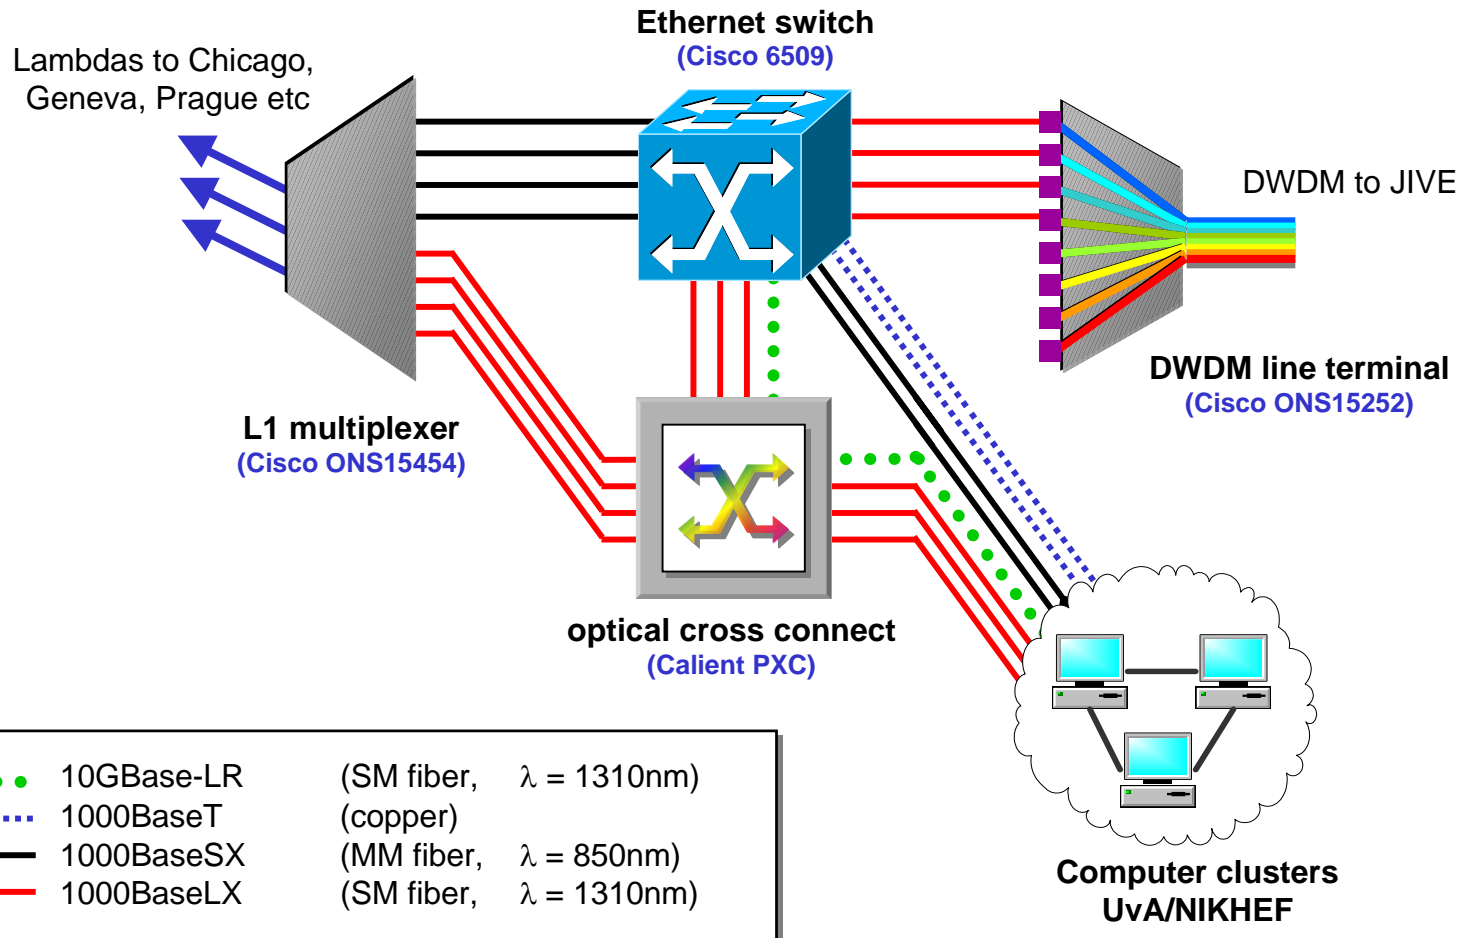 Ethernet switch
(Cisco 6509)
Lambdas to Chicago,
Geneva, Prague etc
DWDM to JIVE
DWDM line terminal
(Cisco ONS15252)
L1 multiplexer
(Cisco ONS15454)
optical cross connect
(Calient PXC)
10GBase-LR (SM fiber, λ = 1310nm)
1000BaseT (copper)
1000BaseSX (MM fiber, λ = 850nm)
1000BaseLX (SM fiber, λ = 1310nm)
Computer clusters
UvA/NIKHEF